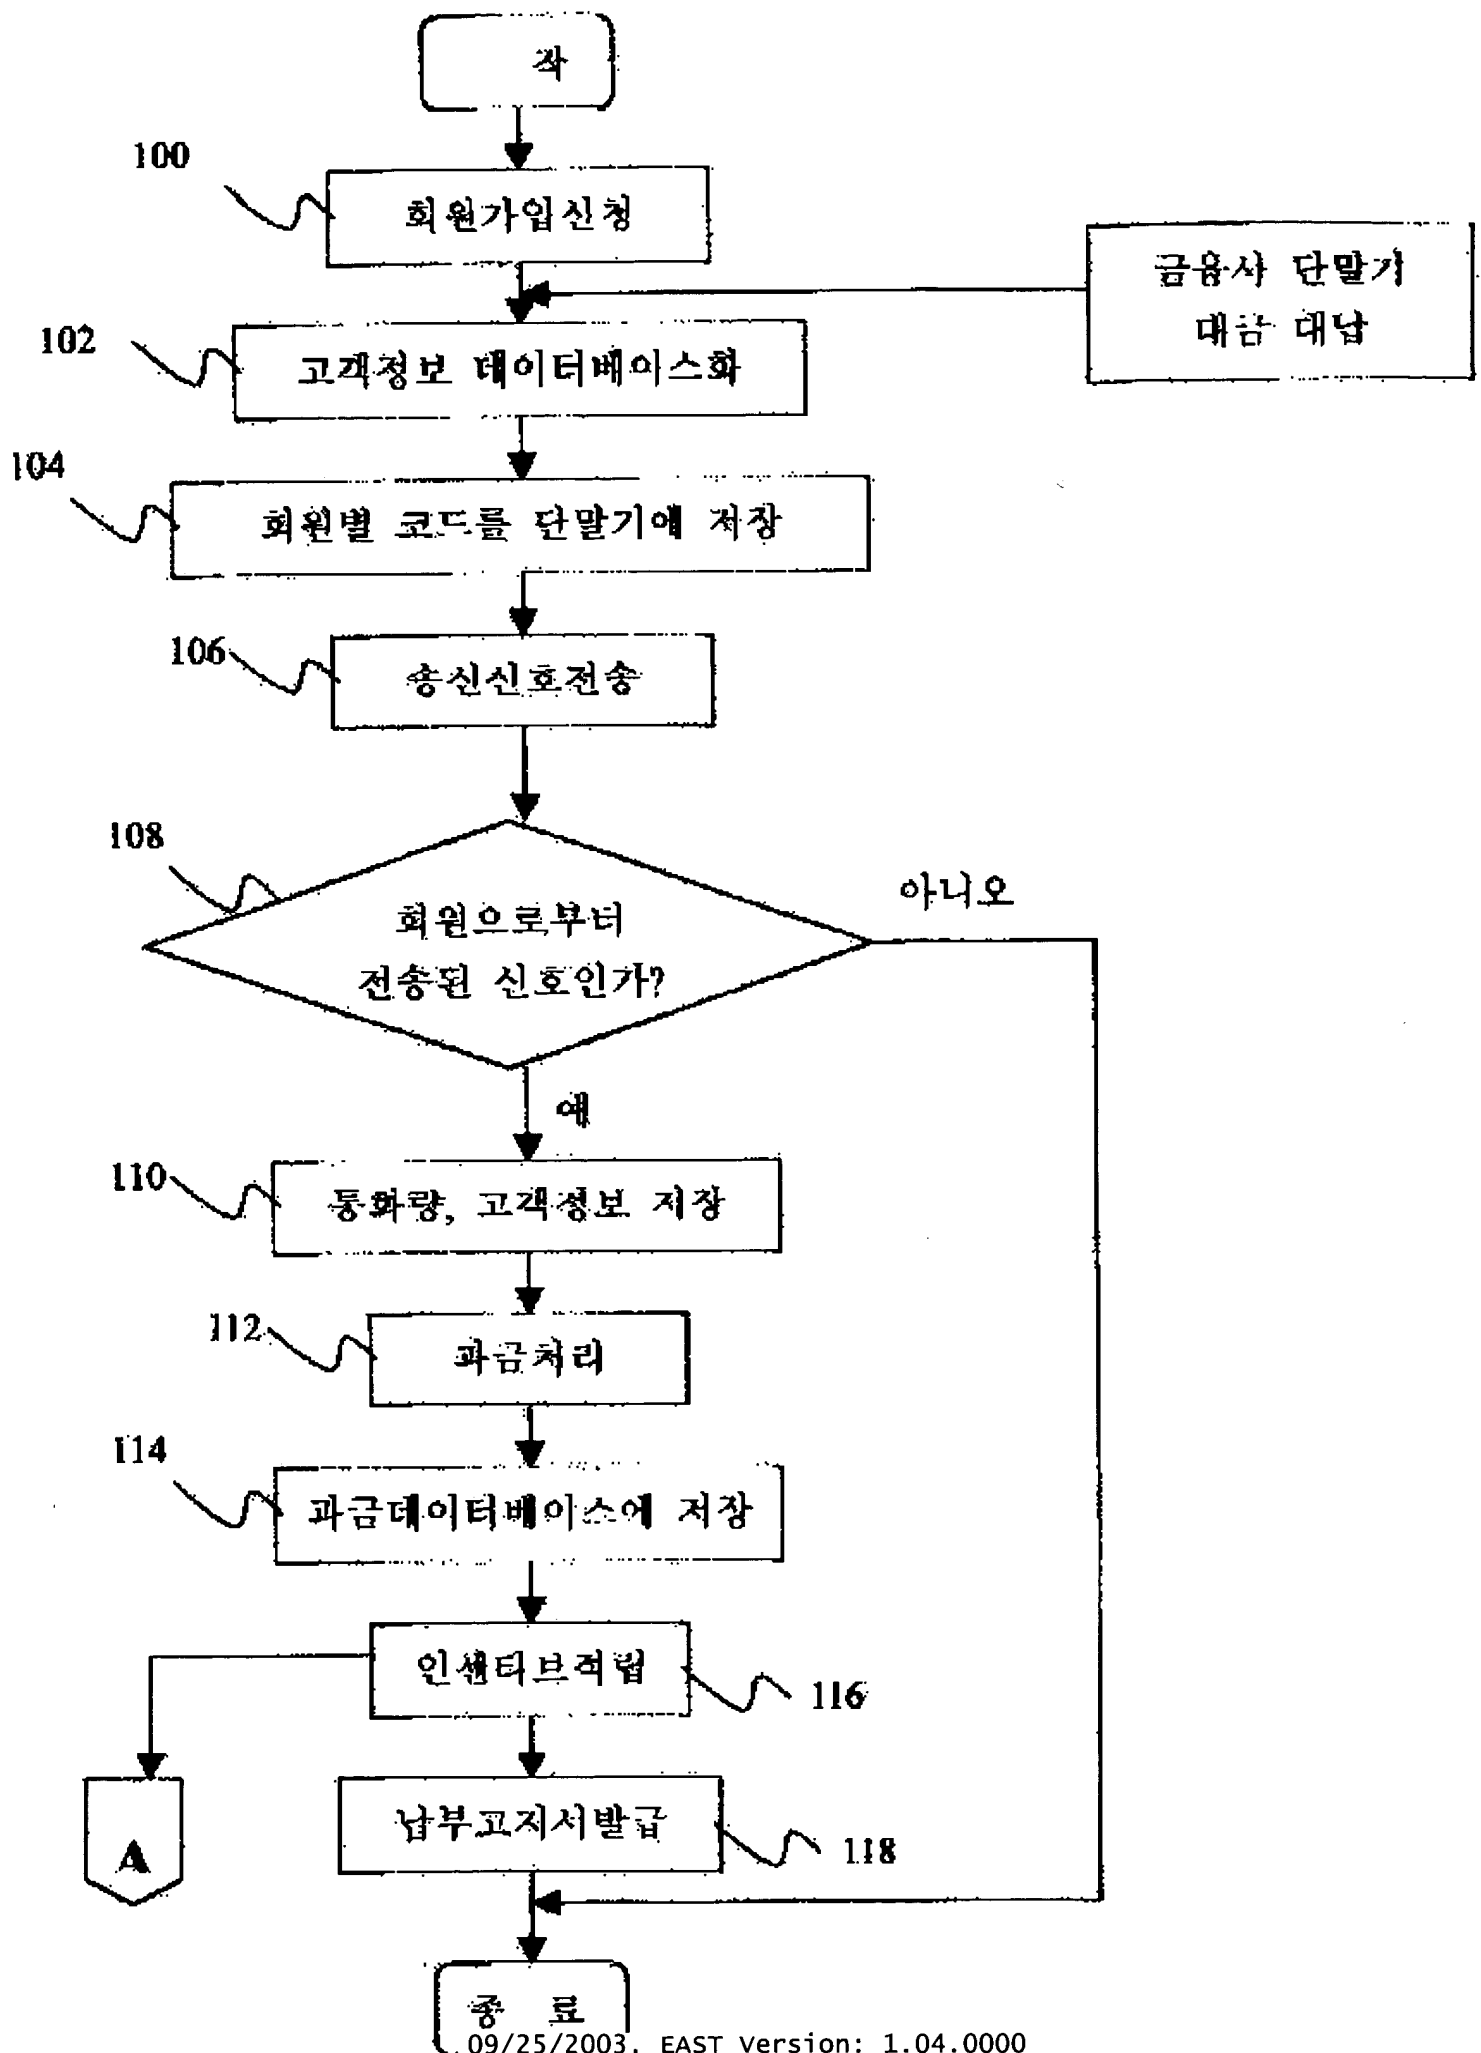 작
100
회원가입신청
금융사 단말기
대금 대납
102
고객정보 데이터베이스화
104
회원별 코드를 단말기에 저장
106
송신신호전송
108
아니오
회원으로부터
전송된 신호인가?
예
110
통화량, 고객정보 저장
112
과금처리
114
과금데이터베이스에 저장
인센티브적립
116
A
납부고지서발급
118
종 료
09/25/2003, EAST Version: 1.04.0000